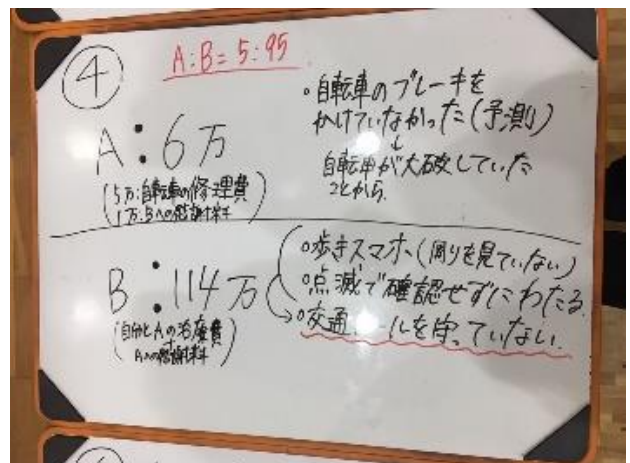 ④
A:B=5:95
A:6万
(5万:自転車の修理費
1万:Bへの慰謝料)
・自転車のブレーキを
かけていなかった(予測)
↓
自転車が大破していた
ことから
B:114万
(自分とAの治療費
Aへの慰謝料)
○歩きスマホ(周りを見ていない)
○点滅で確認せずにわたる
→○交通ルールを守っていない